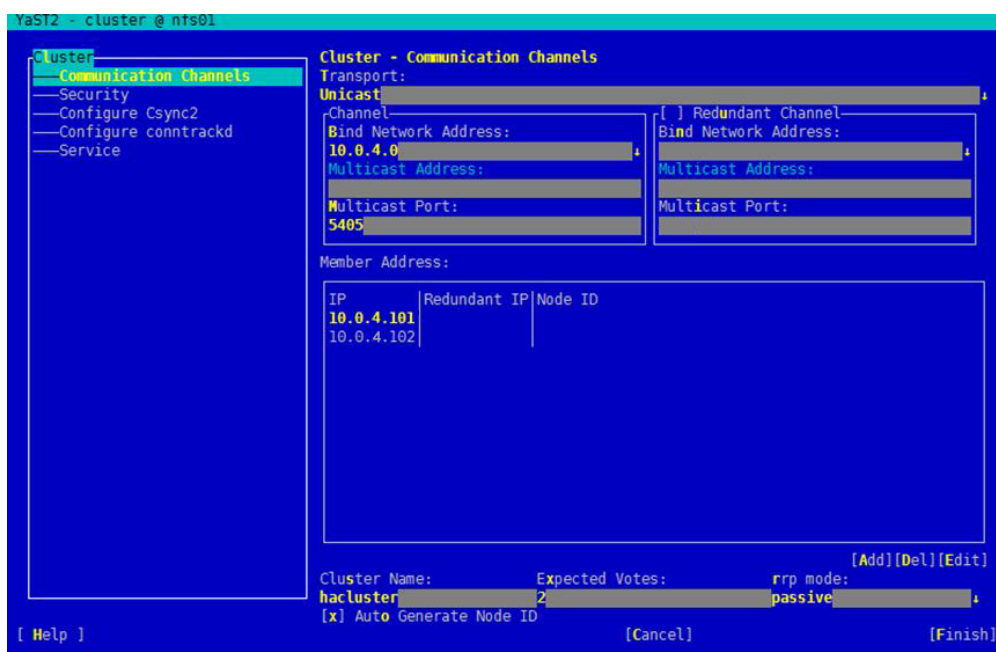 YaST2 - cluster @ nfs01
Cluster
Communication Channels
Security
Configure Csync2
Configure conntrackd
Service
Cluster - Communication Channels
Transport:
Unicast
Channel
Bind Network Address:
10.0.4.0
Multicast Address:
Multicast Port:
5405
[ ] Redundant Channel
Bind Network Address:
Multicast Address:
Multicast Port:
Member Address:
IP |Redundant IP|Node ID
10.0.4.101
10.0.4.102
[Add][Del][Edit]
Cluster Name: Expected Votes: rrp mode:
hacluster 2 passive
[x] Auto Generate Node ID
[ Help ] [Cancel] [Finish]